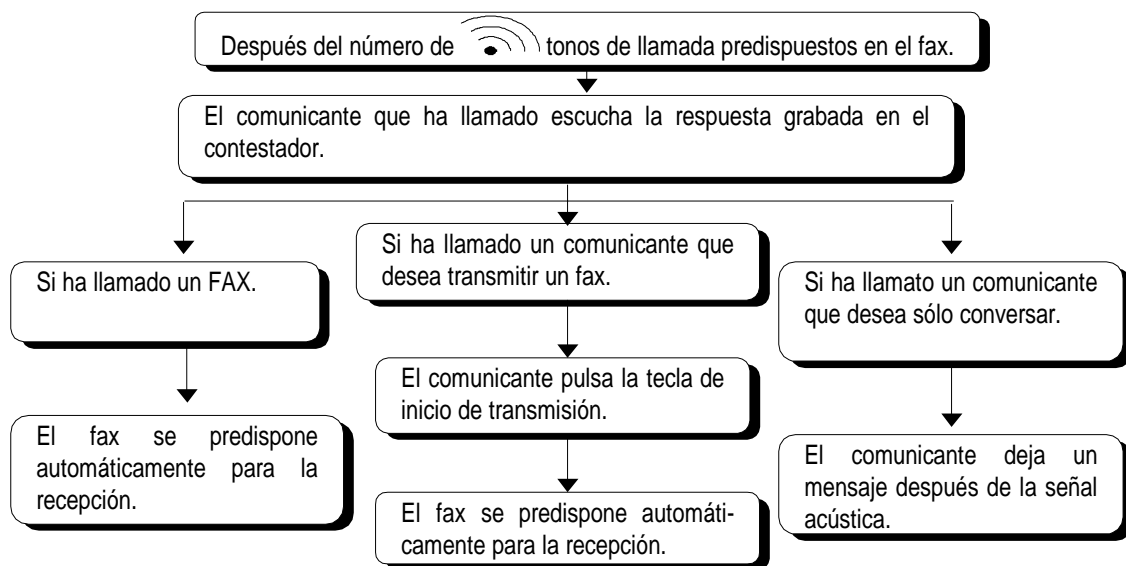 Después del número de tonos de llamada predispuestos en el fax.
El comunicante que ha llamado escucha la respuesta grabada en el
contestador.
Si ha llamado un FAX.
El fax se predispone
automáticamente para la
recepción.
Si ha llamado un comunicante que
desea transmitir un fax.
El comunicante pulsa la tecla de
inicio de transmisión.
El fax se predispone automáti-
camente para la recepción.
Si ha llamato un comunicante
que desea sólo conversar.
El comunicante deja un
mensaje después de la señal
acústica.